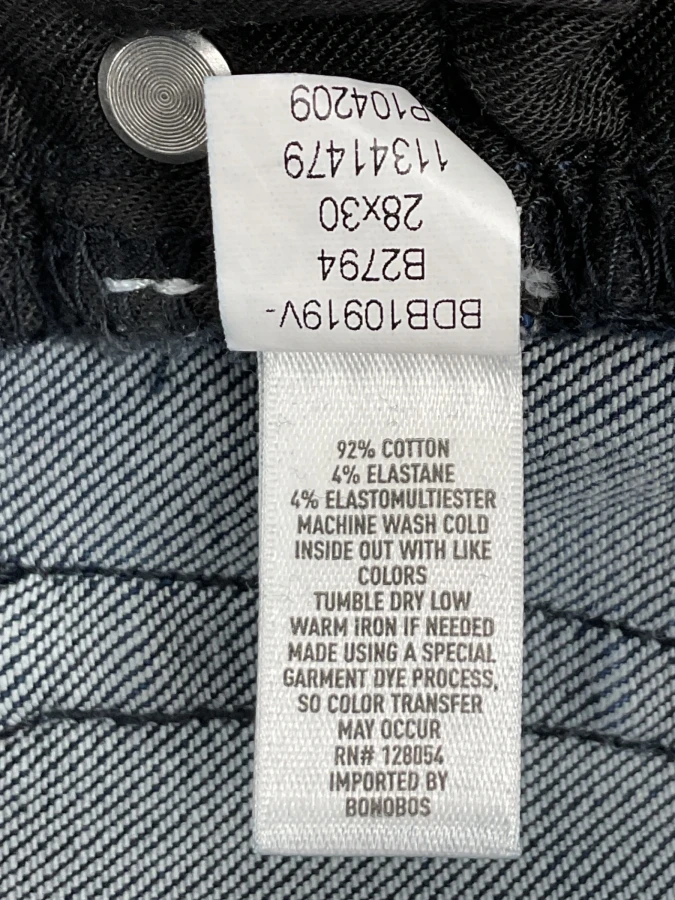 BDB10919V-
B2794
28x30
11341479
P104209
92% COTTON
4% ELASTANE
4% ELASTOMULTIESTER
MACHINE WASH COLD
INSIDE OUT WITH LIKE
COLORS
TUMBLE DRY LOW
WARM IRON IF NEEDED
MADE USING A SPECIAL
GARMENT DYE PROCESS,
SO COLOR TRANSFER
MAY OCCUR
RN# 128054
IMPORTED BY
BONOBOS